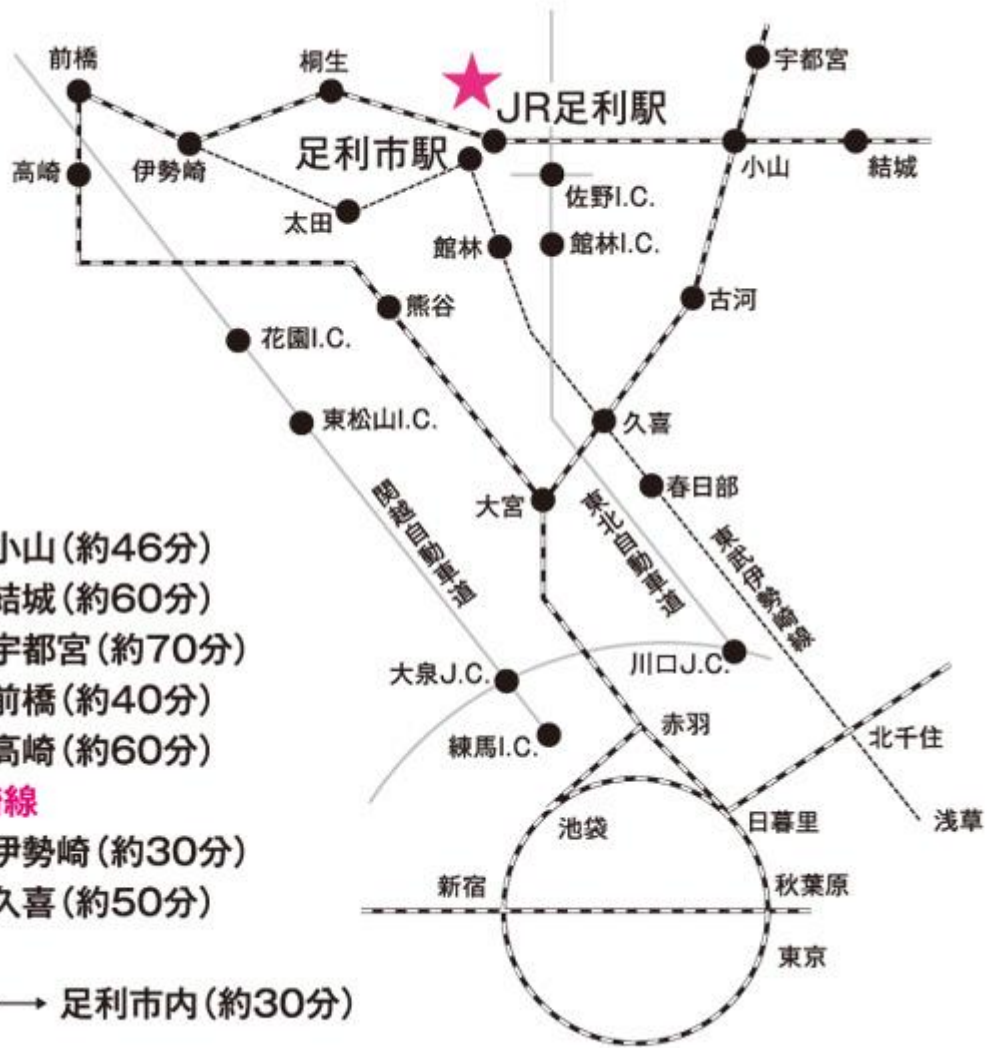 宇都宮
前橋
桐生
JR足利駅
足利市駅
高崎
伊勢崎
小山
結城
佐野I.C.
太田
館林
館林I.C.
古河
熊谷
花園I.C.
東松山I.C.
久喜
春日部
大宮
関越自動車道
東北自動車道
東武伊勢崎線
小山(約46分)
結城(約60分)
宇都宮(約70分)
前橋(約40分)
高崎(約60分)
線
伊勢崎(約30分)
久喜(約50分)
→ 足利市内(約30分)
大泉J.C.
川口J.C.
練馬I.C.
赤羽
北千住
池袋
日暮里
浅草
新宿
秋葉原
東京